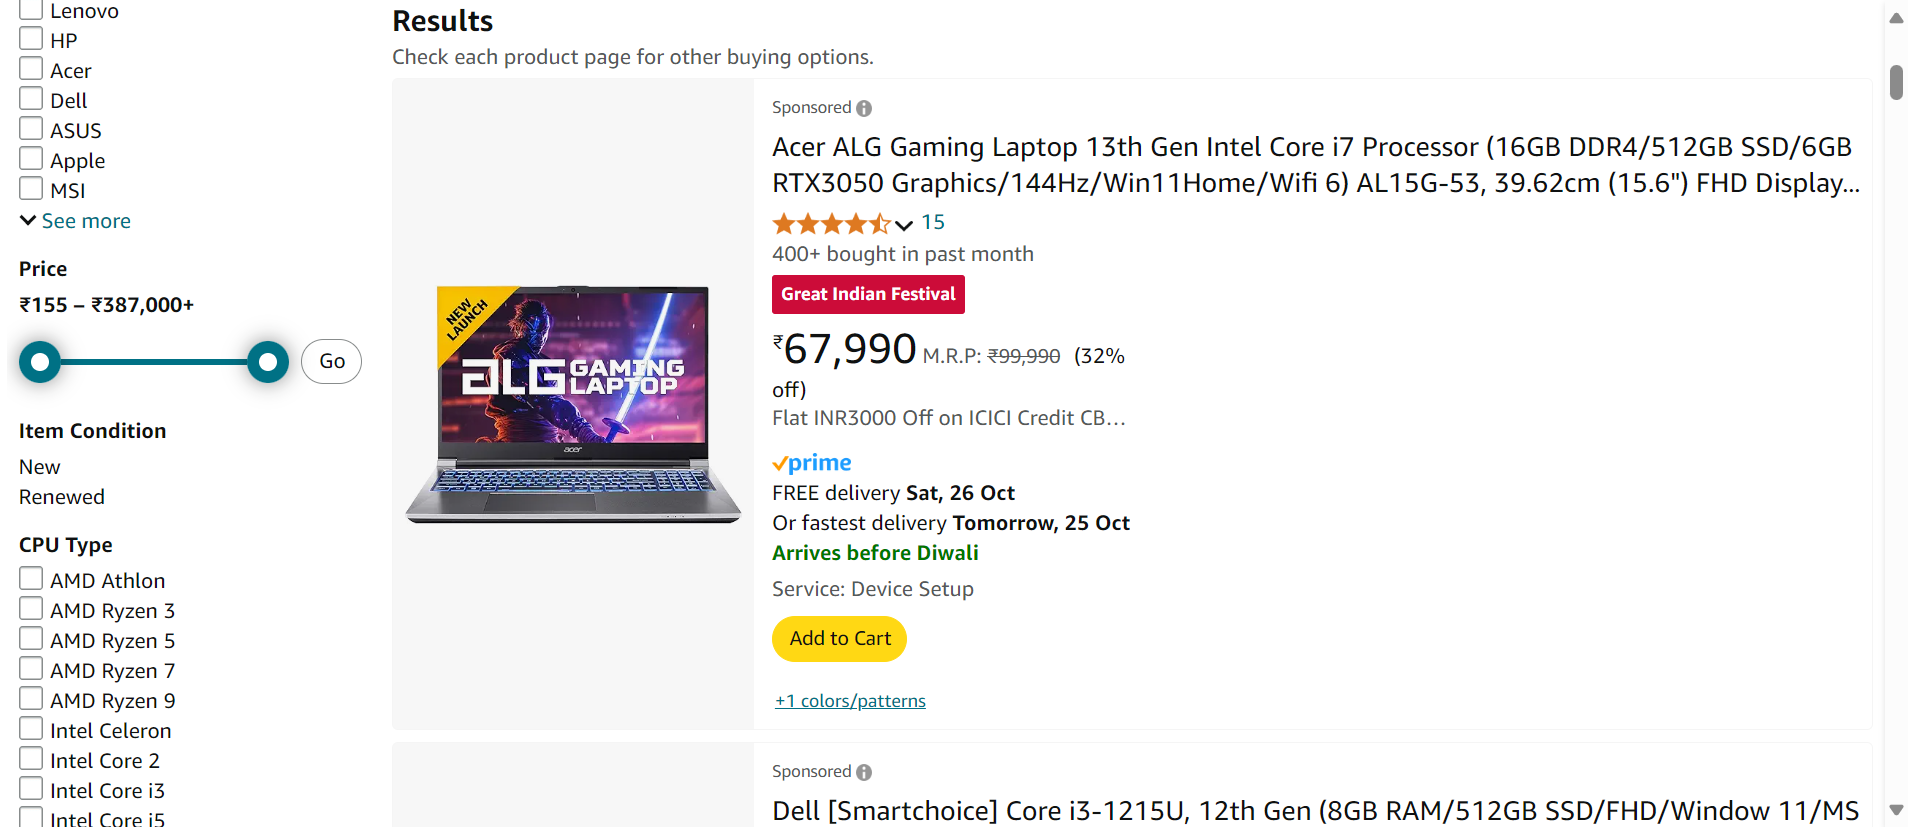 Lenovo
HP
Acer
Dell
ASUS
Apple
MSI
See more
Price
₹155 – ₹387,000+
Go
Item Condition
New
Renewed
CPU Type
AMD Athlon
AMD Ryzen 3
AMD Ryzen 5
AMD Ryzen 7
AMD Ryzen 9
Intel Celeron
Intel Core 2
Intel Core i3
Intel Core i5
Results
Check each product page for other buying options.
NEW
LAUNCH
ALG GAMING
LAPTOP
acer
Sponsored
Acer ALG Gaming Laptop 13th Gen Intel Core i7 Processor (16GB DDR4/512GB SSD/6GB
RTX3050 Graphics/144Hz/Win11Home/Wifi 6) AL15G-53, 39.62cm (15.6") FHD Display...
15
400+ bought in past month
Great Indian Festival
₹67,990 M.R.P: ₹99,990 (32%
off)
Flat INR3000 Off on ICICI Credit CB...
prime
FREE delivery Sat, 26 Oct
Or fastest delivery Tomorrow, 25 Oct
Arrives before Diwali
Service: Device Setup
Add to Cart
+1 colors/patterns
Sponsored
Dell [Smartchoice] Core i3-1215U, 12th Gen (8GB RAM/512GB SSD/FHD/Window 11/MS